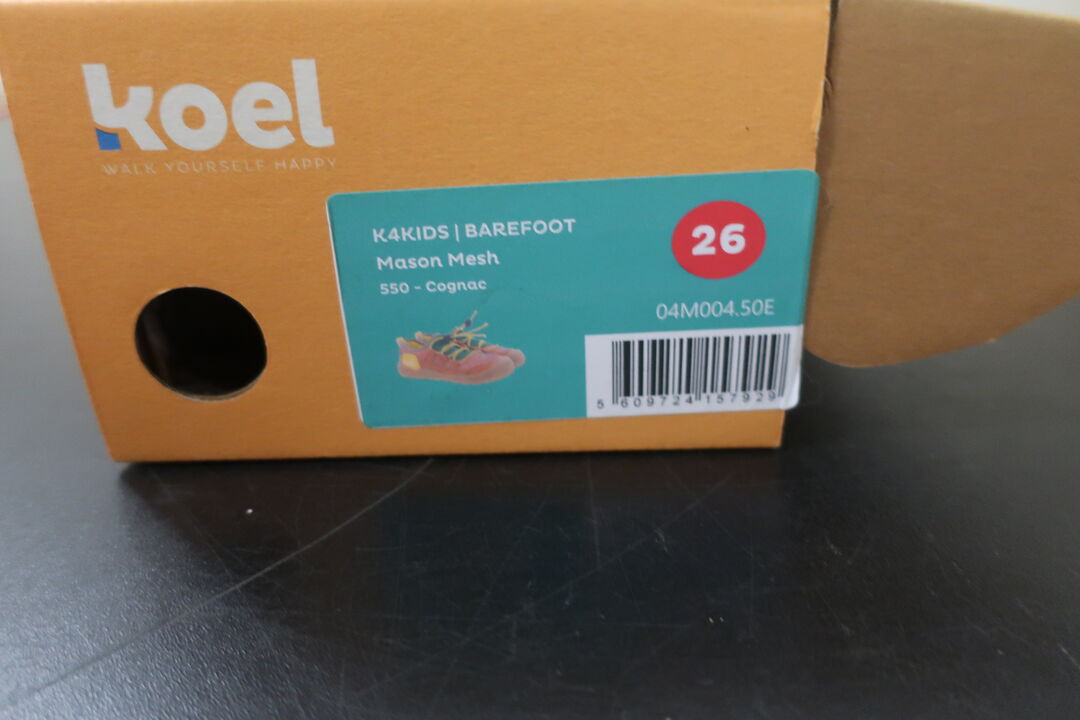 koel
WALK YOURSELF HAPPY
K4KIDS | BAREFOOT
Mason Mesh
550 - Cognac
26
04M004.50E
5 609724 157929